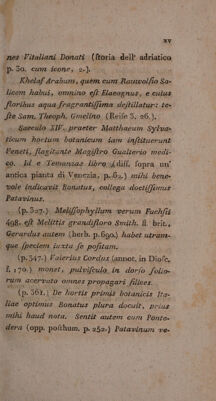 xv
nes Vitaliani Donati (storia dell' adriatico
p. 30. cum icone, 2.).
Khelaf Arabum, quem cum Rauwolfio Sa-
licem habui, omnino est Elaeagnus, e cuius
floribus aqua fragrantissima destillatur: te-
ste Sam. Theoph. Gmelino (Reise 3. 26.).
Saeculo XIV. praeter Matthaeum Sylva-
ticum hortum botanicum iam instituerunt
Veneti, flagitante Magistro Gualterio medi-
co. Id e Temanzae libro (diss. sopra un'
antica pianta di Venezia, p. 62.) mihi bene-
vole indicavit Bonatus, collega doctissimus
Patavinus.
(p. 327.) Melissophyllum verum Fuchsii
498. est Melittis grandiflora Smith. fl. brit.,
Gerardus autem (herb. p. 690.) habet utram-
que speciem iuxta se positam.
(p. 347.) Valerius Cordus (annot. in Diosc.
f. 170.) monet, pulvisculo in dorso folio-
rum acervato omnes propagari filices.
(p. 361.) De hortis primis botanicis Ita-
liae optimus Bonatus plura docuit, prius
mihi haud nota. Sentit autem cum Ponte-
dera (opp. posthum. p. 252.) Patavinum ve-